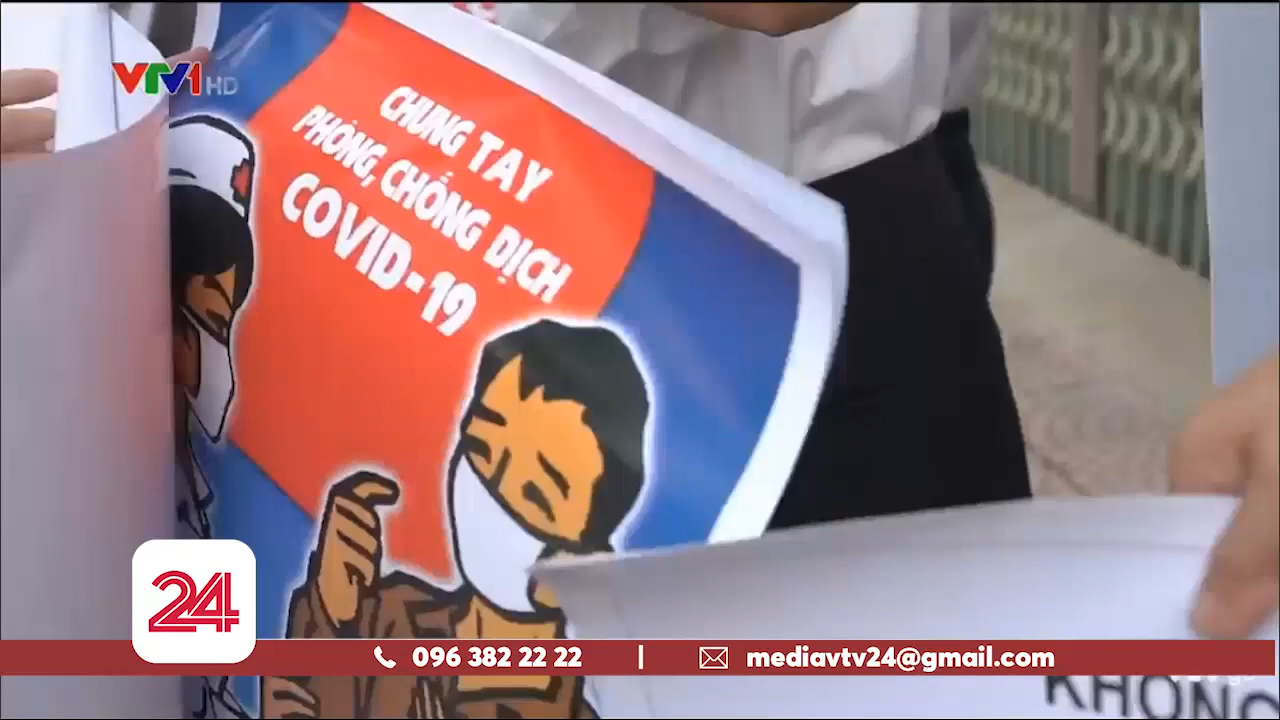 VTV1 HD
CHUNG TAY
PHÒNG, CHỐNG DỊCH
COVID-19
24
096 382 22 22 | mediavtv24@gmail.com
KHÔNG